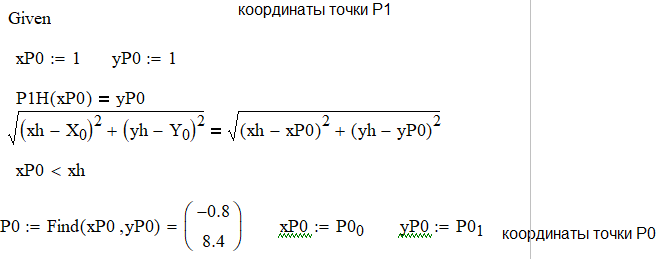 Given
координаты точки P1
xP0 := 1 yP0 := 1
P1H(xP0) = yP0
√((xh − X₀)² + (yh − Y₀)²) = √((xh − xP0)² + (yh − yP0)²)
xP0 < xh
P0 := Find(xP0 ,yP0) = (−0.8 8.4) xP0 := P0₀ yP0 := P0₁ координаты точки P0